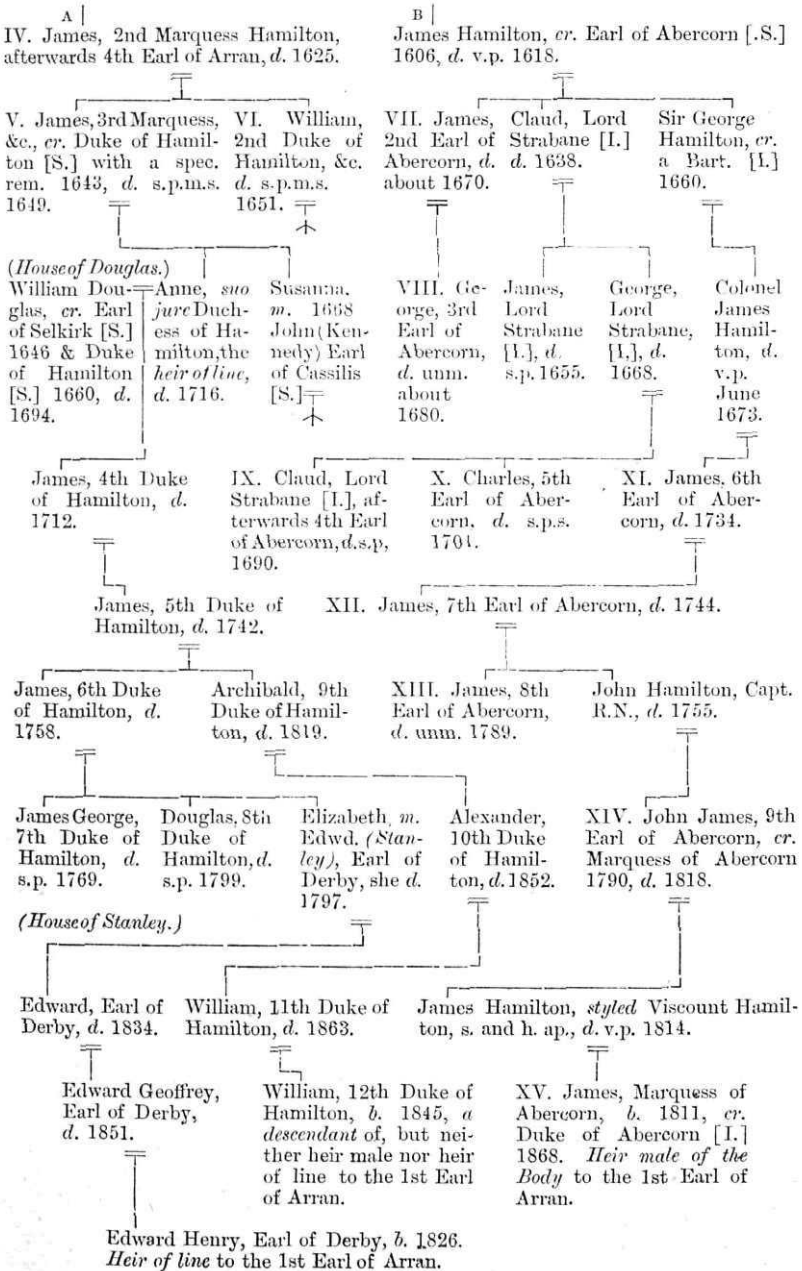 A
IV. James, 2nd Marquess Hamilton,
afterwards 4th Earl of Arran, d. 1625.
B
James Hamilton, cr. Earl of Abercorn [.S.]
1606, d. v.p. 1618.
V. James, 3rd Marquess,
&c., cr. Duke of Hamil-
ton [S.] with a spec.
rem. 1643, d. s.p.m.s.
1649.
VI. William,
2nd Duke of
Hamilton, &c.
d. s.p.m.s.
1651.
VII. James,
2nd Earl of
Abercorn, d.
about 1670.
Claud, Lord
Strabane [I.]
d. 1638.
Sir George
Hamilton, cr.
a Bart. [I.]
1660.
(House of Douglas.)
William Dou-
glas, cr. Earl
of Selkirk [S.]
1646 & Duke
of Hamilton
[S.] 1660, d.
1694.
Anne, suo
jure Duch-
ess of Ha-
milton, the
heir of line,
d. 1716.
Susanna.
m. 1668
John (Ken-
nedy) Earl
of Cassilis
[S.]
VIII. Ge-
orge, 3rd
Earl of
Abercorn,
d. unm.
about
1680.
James,
Lord
Strabane
[I.], d.
s.p. 1655.
George,
Lord
Strabane,
[I.], d.
1668.
Colonel
James
Hamil-
ton, d.
v.p.
June
1673.
James, 4th Duke
of Hamilton, d.
1712.
IX. Claud, Lord
Strabane [I.], af-
terwards 4th Earl
of Abercorn, d.s.p,
1690.
X. Charles, 5th
Earl of Aber-
corn, d. s.p.s.
1701.
XI. James, 6th
Earl of Aber-
corn, d. 1734.
James, 5th Duke of
Hamilton, d. 1742.
XII. James, 7th Earl of Abercorn, d. 1744.
James, 6th Duke
of Hamilton, d.
1758.
Archibald, 9th
Duke of Hamil-
ton, d. 1819.
XIII. James, 8th
Earl of Abercorn,
d. unm. 1789.
John Hamilton, Capt.
R.N., d. 1755.
James George,
7th Duke of
Hamilton, d.
s.p. 1769.
Douglas, 8th
Duke of
Hamilton, d.
s.p. 1799.
Elizabeth, m.
Edwd. (Stan-
ley), Earl of
Derby, she d.
1797.
Alexander,
10th Duke
of Hamil-
ton, d. 1852.
XIV. John James, 9th
Earl of Abercorn, cr.
Marquess of Abercorn
1790, d. 1818.
(House of Stanley.)
Edward, Earl of
Derby, d. 1834.
William, 11th Duke of
Hamilton, d. 1863.
James Hamilton, styled Viscount Hamil-
ton, s. and h. ap., d. v.p. 1814.
Edward Geoffrey,
Earl of Derby,
d. 1851.
William, 12th Duke of
Hamilton, b. 1845, a
descendant of, but nei-
ther heir male nor heir
of line to the 1st Earl
of Arran.
XV. James, Marquess of
Abercorn, b. 1811, cr.
Duke of Abercorn [I.]
1868. Heir male of the
Body to the 1st Earl of
Arran.
Edward Henry, Earl of Derby, b. 1826.
Heir of line to the 1st Earl of Arran.